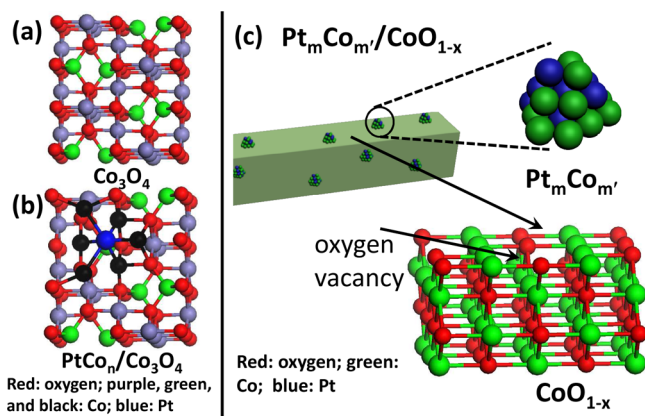 (a)
Co₃O₄
(b)
PtCoₙ/Co₃O₄
Red: oxygen; purple, green,
and black: Co; blue: Pt
(c)
PtₘCoₘ'/CoO₁₋ₓ
PtₘCoₘ'
oxygen
vacancy
Red: oxygen; green:
Co; blue: Pt
CoO₁₋ₓ